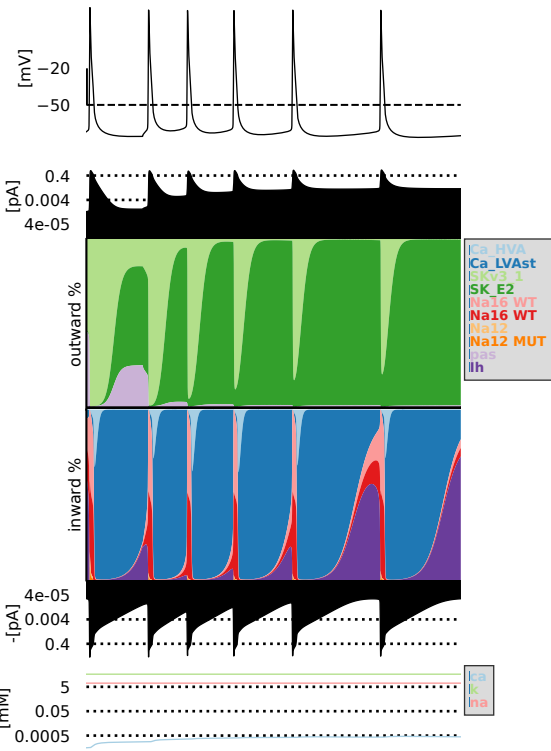 [mV]
−20
−50
[pA]
0.4
0.004
4e-05
outward %
Ca_HVA
Ca_LVAst
SKv3_1
SK_E2
Na16 WT
Na16 WT
Na12
Na12 MUT
pas
Ih
inward %
-[pA]
4e-05
0.004
0.4
[mM]
5
0.05
0.0005
ca
k
na